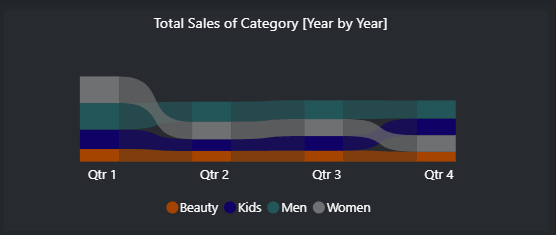 Total Sales of Category [Year by Year]
Qtr 1 Qtr 2 Qtr 3 Qtr 4
Beauty Kids Men Women